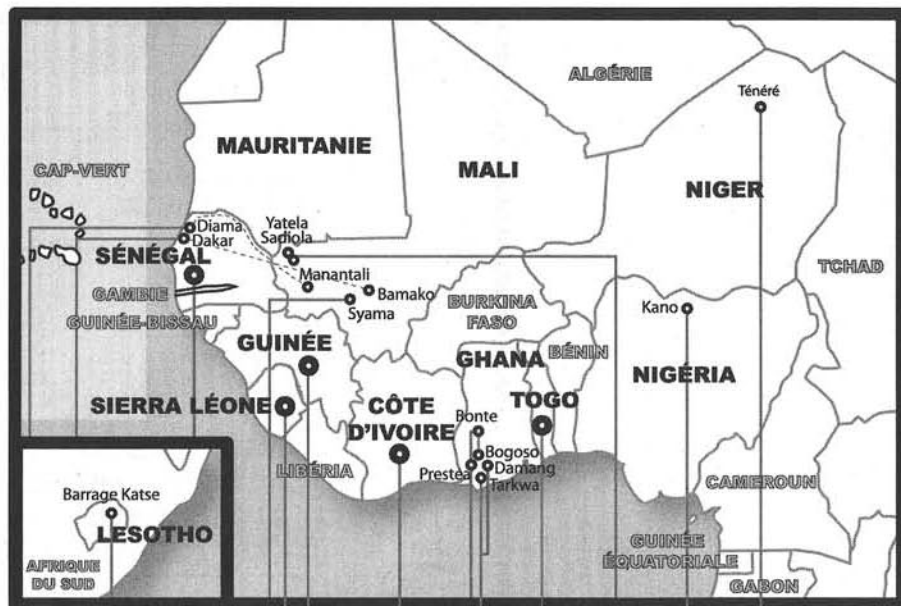 ALGÉRIE
Ténéré
MAURITANIE
MALI
CAP-VERT
NIGER
Diama
Dakar
Yatela
Sadiola
SÉNÉGAL
TCHAD
Manantali
Bamako
Syama
GAMBIE
GUINÉE-BISSAU
BURKINA
FASO
Kano
GUINÉE
GHANA
BÉNIN
NIGÉRIA
SIERRA LÉONE
CÔTE
D'IVOIRE
TOGO
Bonte
LIBÉRIA
Bogoso
Prestea
Damang
Tarkwa
CAMEROUN
Barrage Katse
LESOTHO
GUINÉE
ÉQUATORIALE
AFRIQUE
DU SUD
GABON